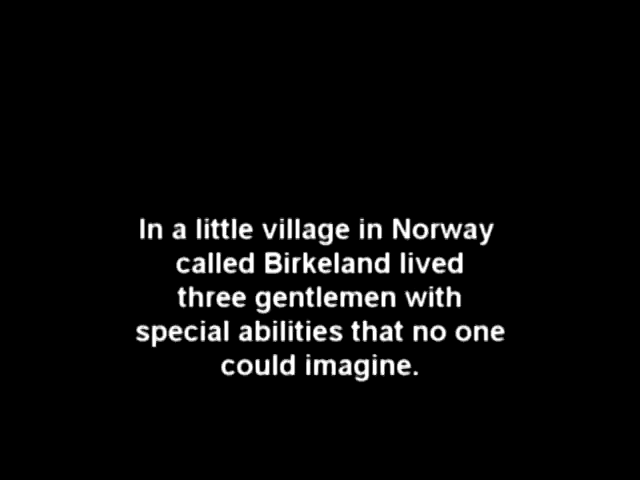 In a little village in Norway
called Birkeland lived
three gentlemen with
special abilities that no one
could imagine.